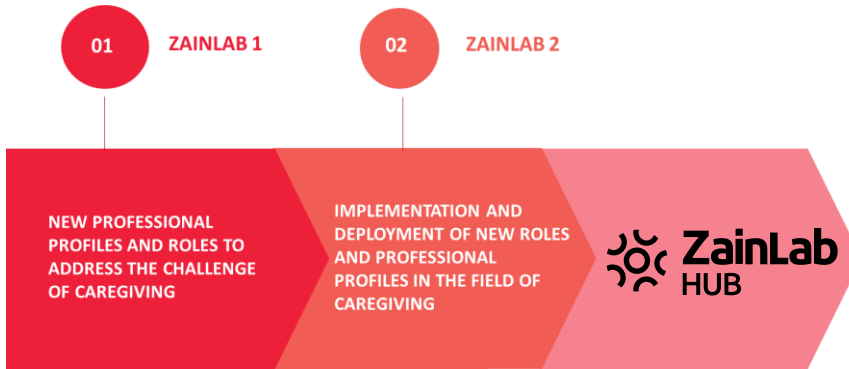 01
ZAINLAB 1
02
ZAINLAB 2
NEW PROFESSIONAL
PROFILES AND ROLES TO
ADDRESS THE CHALLENGE
OF CAREGIVING
IMPLEMENTATION AND
DEPLOYMENT OF NEW ROLES
AND PROFESSIONAL
PROFILES IN THE FIELD OF
CAREGIVING
ZainLab
HUB